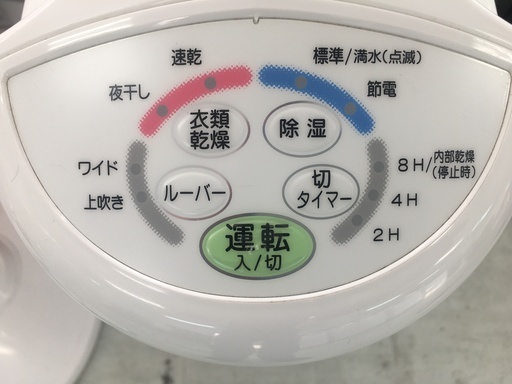 速乾
夜干し
標準/満水(点滅)
節電
衣類
乾燥
除湿
ワイド
上吹き
ルーバー
切
タイマー
8H/内部乾燥
(停止時)
4H
2H
運転
入/切